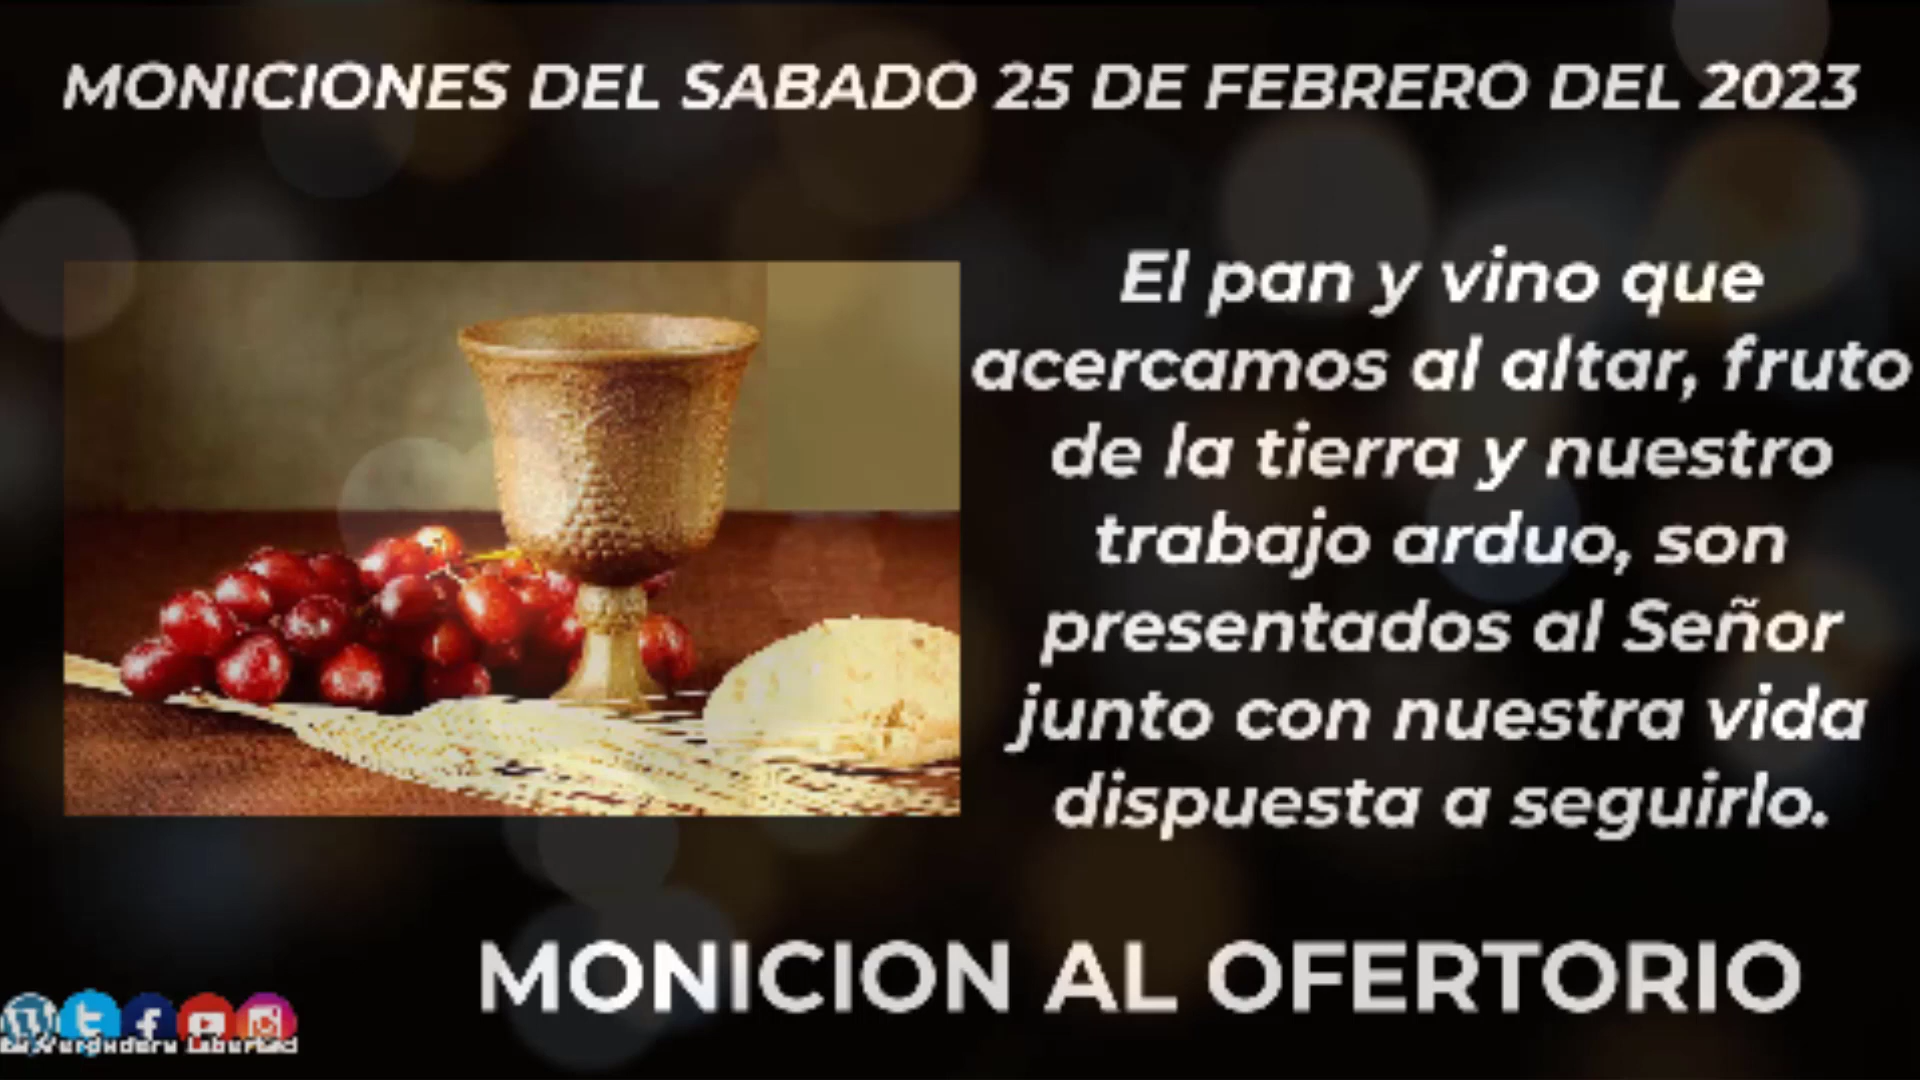 MONICIONES DEL SABADO 25 DE FEBRERO DEL 2023
El pan y vino que
acercamos al altar, fruto
de la tierra y nuestro
trabajo arduo, son
presentados al Señor
junto con nuestra vida
dispuesta a seguirlo.
MONICION AL OFERTORIO